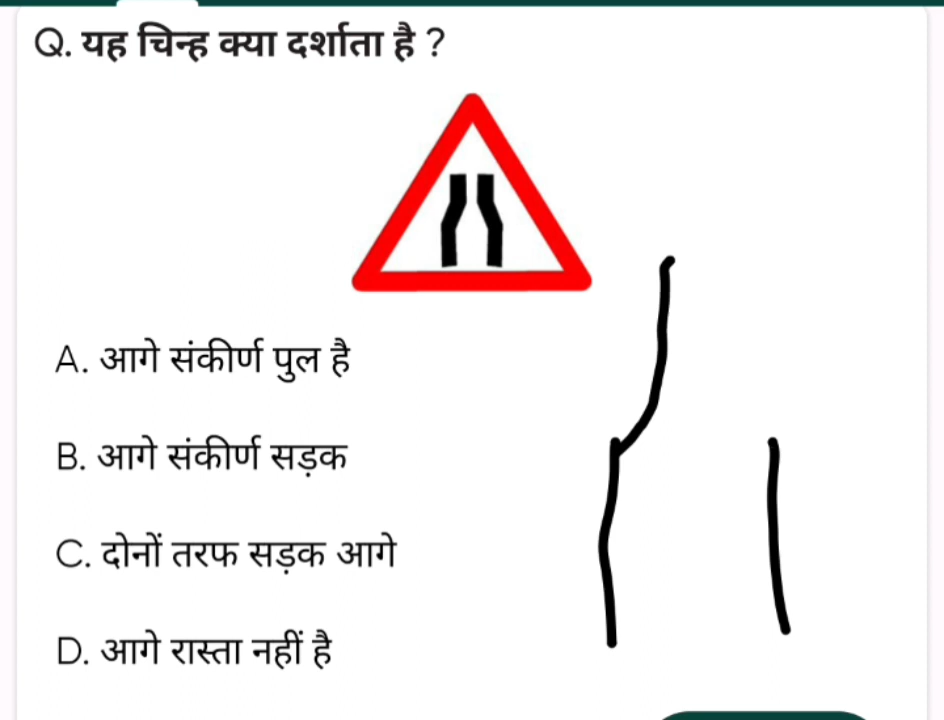 Q. यह चिन्ह क्या दर्शाता है ?
A. आगे संकीर्ण पुल है
B. आगे संकीर्ण सड़क
C. दोनों तरफ सड़क आगे
D. आगे रास्ता नहीं है